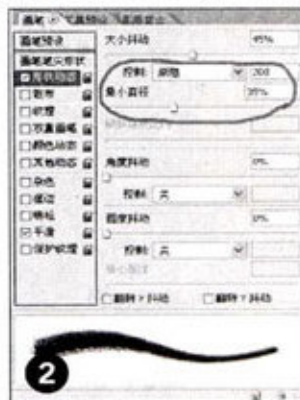 画笔 × 工具预设
画笔预设
画笔笔尖形状
形状动态
散布
纹理
双重画笔
颜色动态
其他动态
杂色
湿边
喷枪
平滑
保护纹理
大小抖动 45%
控制: 渐隐 200
最小直径 35%
角度抖动 0%
控制: 关
圆度抖动 0%
控制: 关
翻转 X 抖动 翻转 Y 抖动
2